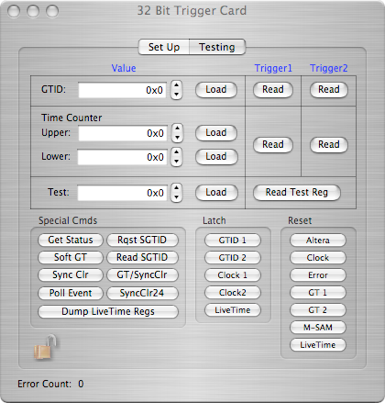 32 Bit Trigger Card
Set Up Testing
Value Trigger1 Trigger2
GTID: 0x0 Load Read Read
Time Counter
Upper: 0x0 Load
Read Read
Lower: 0x0 Load
Test: 0x0 Load Read Test Reg
Special Cmds Latch Reset
Get Status Rqst SGTID GTID 1 Altera
Soft GT Read SGTID GTID 2 Clock
Sync Clr GT/SyncClr Clock 1 Error
Poll Event SyncClr24 Clock2 GT 1
Dump LiveTime Regs LiveTime GT 2
M-SAM
LiveTime
Error Count: 0